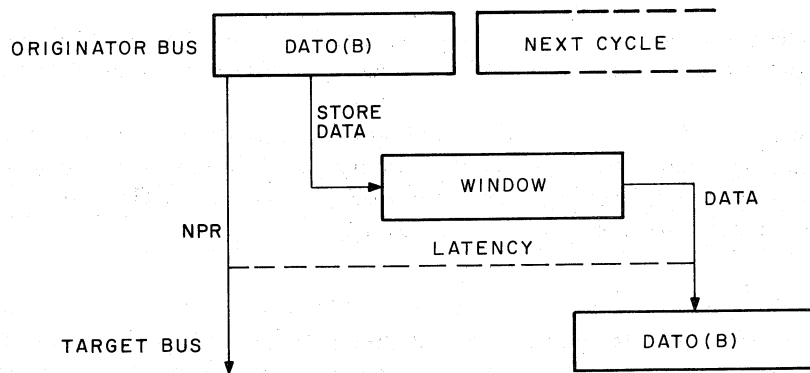 ORIGINATOR BUS
DATO(B)
NEXT CYCLE
STORE
DATA
WINDOW
DATA
NPR
LATENCY
TARGET BUS
DATO(B)